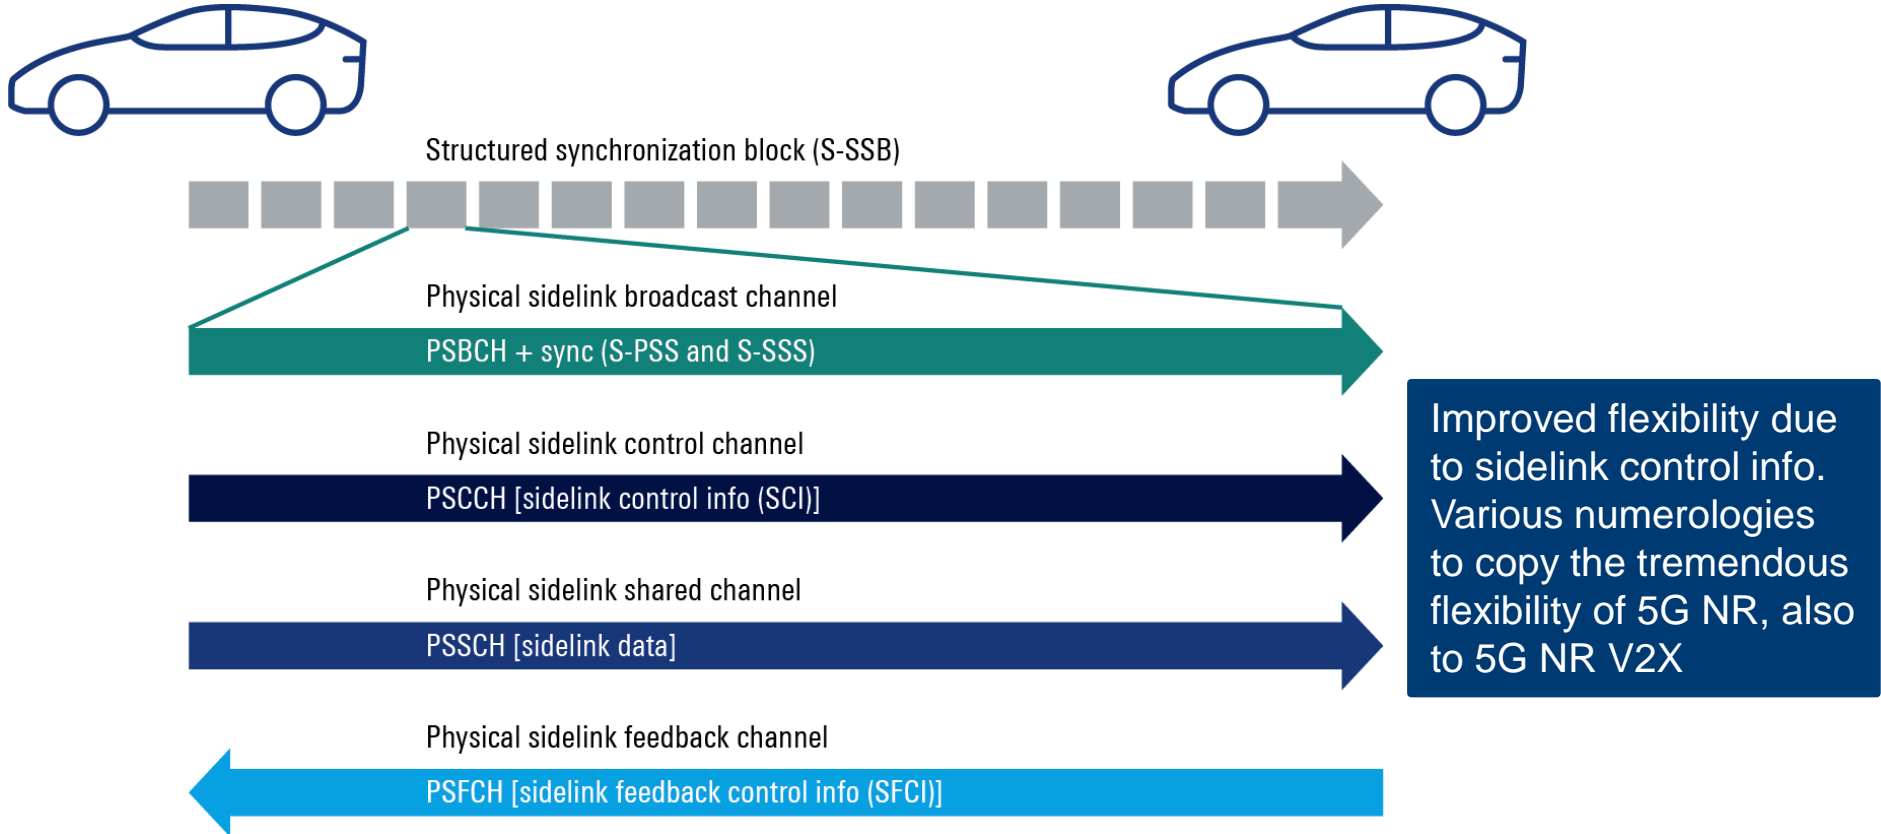 Structured synchronization block (S-SSB)
Physical sidelink broadcast channel
PSBCH + sync (S-PSS and S-SSS)
Physical sidelink control channel
PSCCH [sidelink control info (SCI)]
Physical sidelink shared channel
PSSCH [sidelink data]
Physical sidelink feedback channel
PSFCH [sidelink feedback control info (SFCI)]
Improved flexibility due
to sidelink control info.
Various numerologies
to copy the tremendous
flexibility of 5G NR, also
to 5G NR V2X